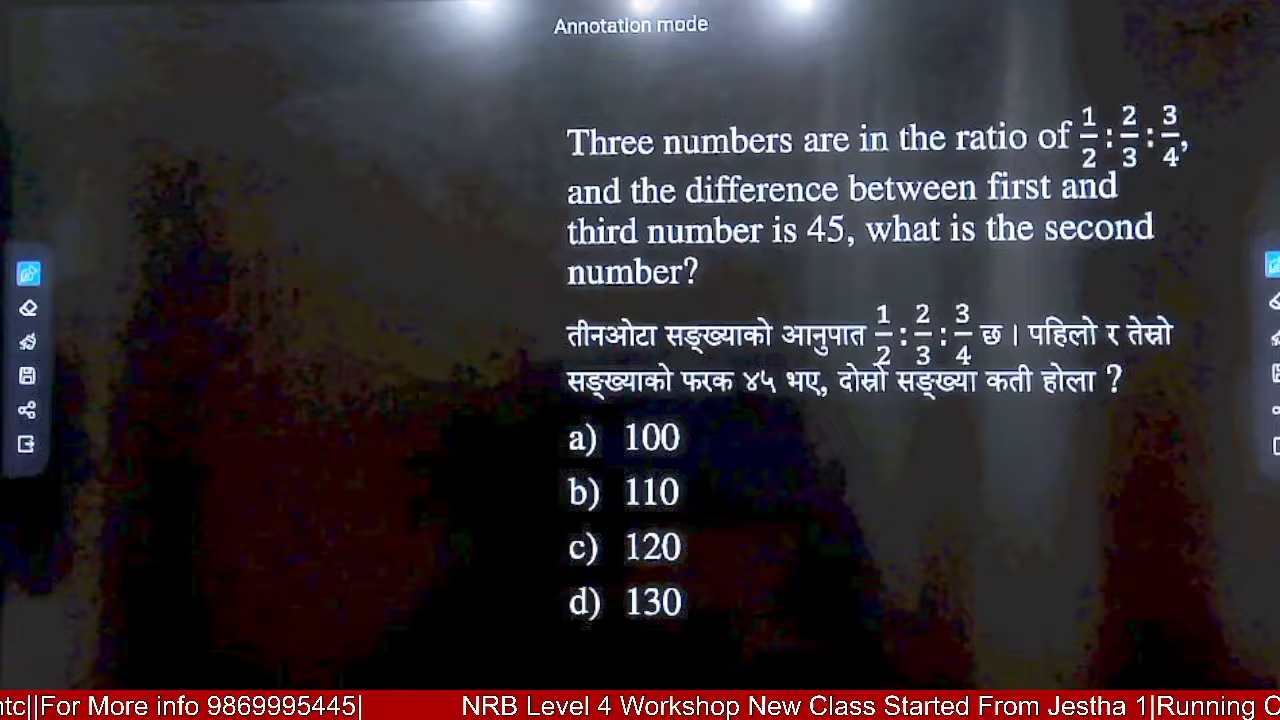 Annotation mode
Three numbers are in the ratio of 1/2 : 2/3 : 3/4,
and the difference between first and
third number is 45, what is the second
number?
तीनओटा सङ्ख्याको आनुपात 1/2 : 2/3 : 3/4 छ । पहिलो र तेस्रो
सङ्ख्याको फरक ४५ भए, दोस्रो सङ्ख्या कती होला ?
a) 100
b) 110
c) 120
d) 130
ntc||For More info 9869995445| NRB Level 4 Workshop New Class Started From Jestha 1|Running C